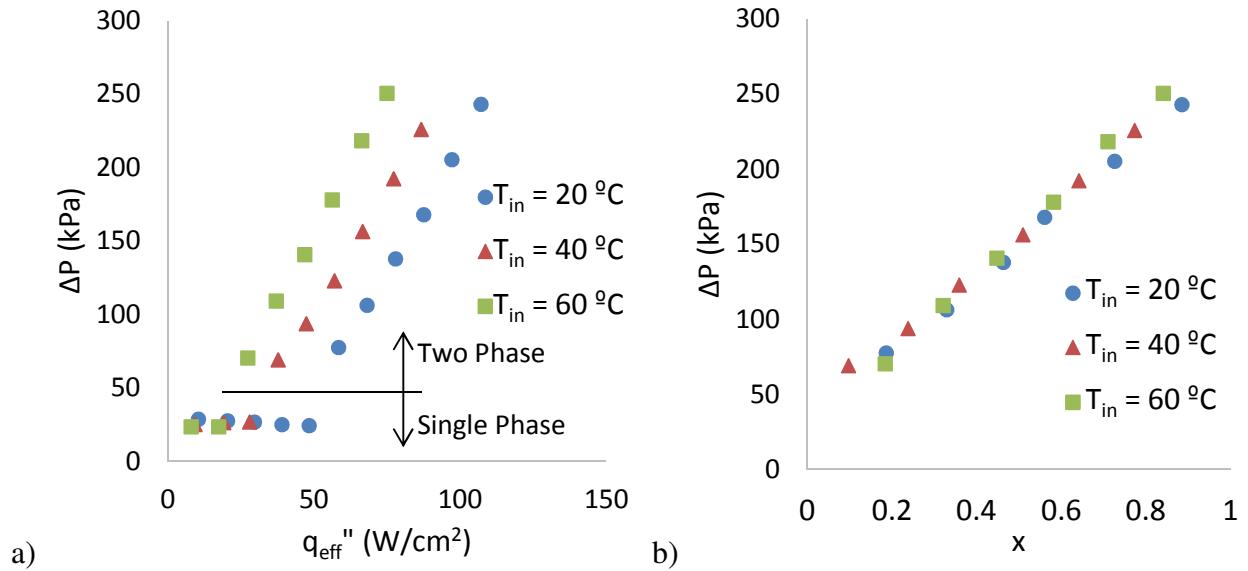 300
250
200
150
100
50
0
ΔP (kPa)
T_in = 20 ºC
T_in = 40 ºC
T_in = 60 ºC
Two Phase
Single Phase
0 50 100 150
q_eff" (W/cm²)
a)
300
250
200
150
100
50
0
ΔP (kPa)
T_in = 20 ºC
T_in = 40 ºC
T_in = 60 ºC
0 0.2 0.4 0.6 0.8 1
x
b)